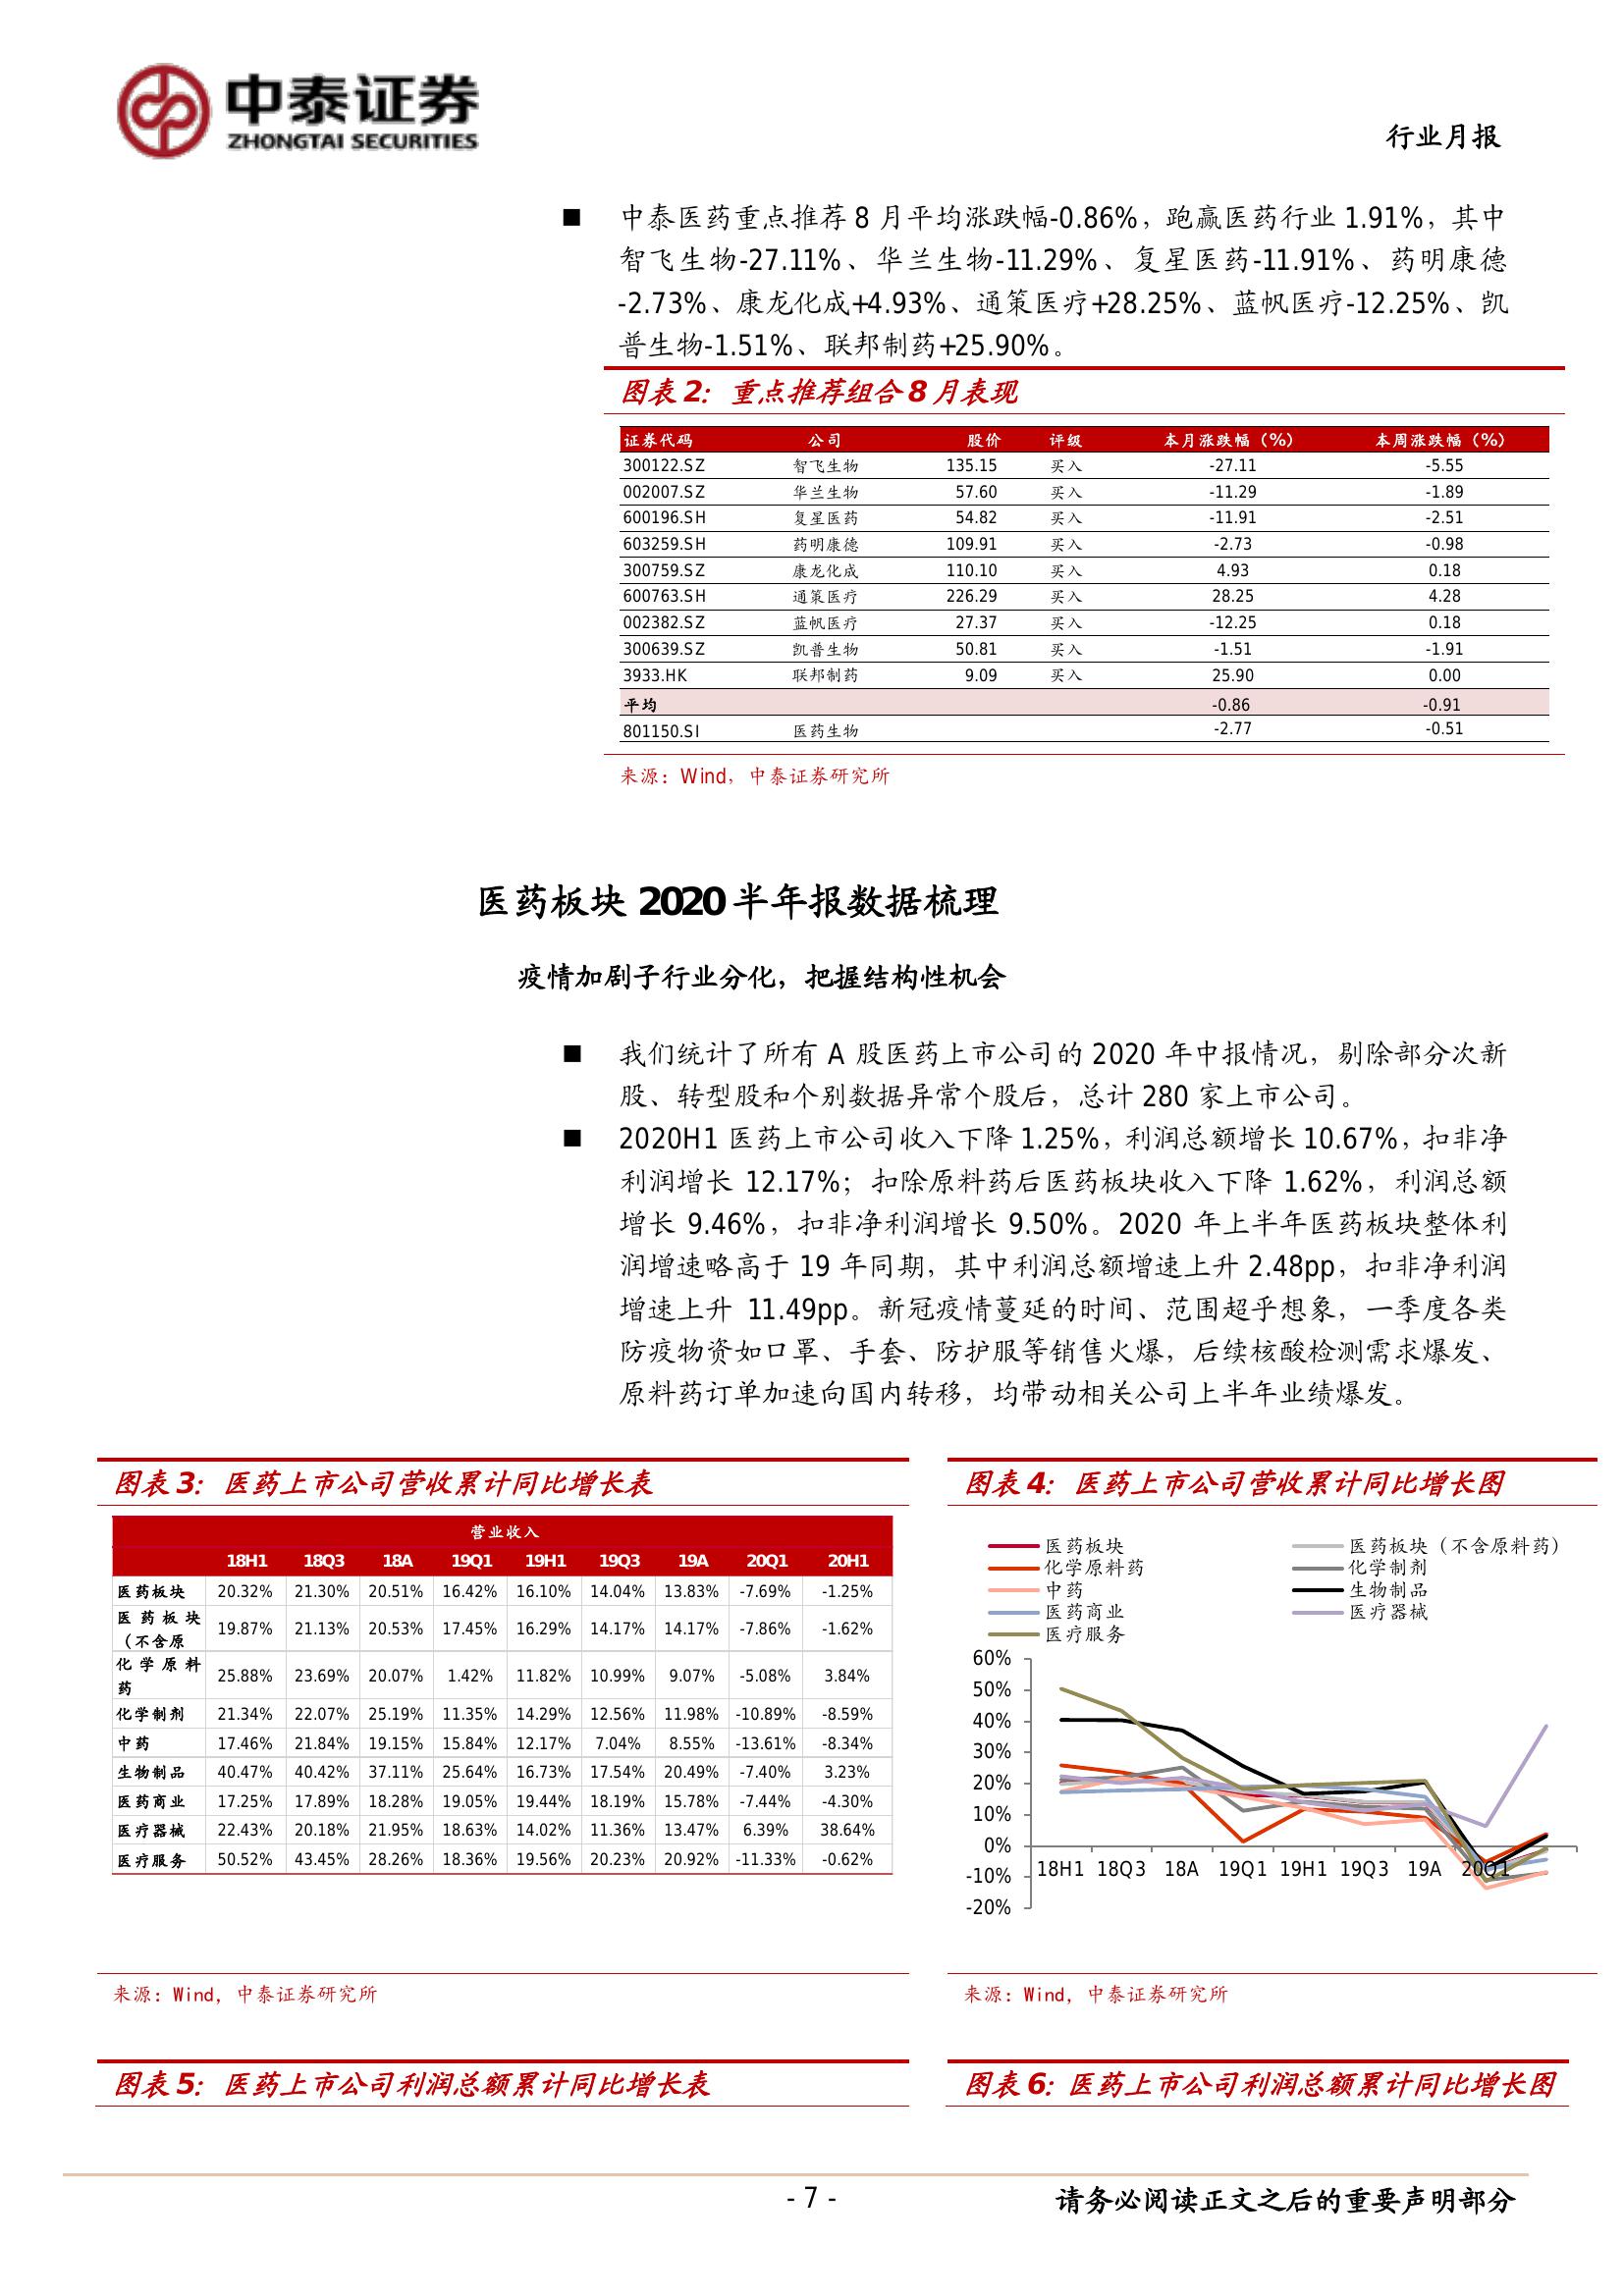 中泰证券
ZHONGTAI SECURITIES
行业月报
■ 中泰医药重点推荐 8 月平均涨跌幅-0.86%，跑赢医药行业 1.91%，其中
智飞生物-27.11%、华兰生物-11.29%、复星医药-11.91%、药明康德
-2.73%、康龙化成+4.93%、通策医疗+28.25%、蓝帆医疗-12.25%、凯
普生物-1.51%、联邦制药+25.90%。
图表 2：重点推荐组合 8 月表现
证券代码 公司 股价 评级 本月涨跌幅（%） 本周涨跌幅（%）
300122.SZ 智飞生物 135.15 买入 -27.11 -5.55
002007.SZ 华兰生物 57.60 买入 -11.29 -1.89
600196.SH 复星医药 54.82 买入 -11.91 -2.51
603259.SH 药明康德 109.91 买入 -2.73 -0.98
300759.SZ 康龙化成 110.10 买入 4.93 0.18
600763.SH 通策医疗 226.29 买入 28.25 4.28
002382.SZ 蓝帆医疗 27.37 买入 -12.25 0.18
300639.SZ 凯普生物 50.81 买入 -1.51 -1.91
3933.HK 联邦制药 9.09 买入 25.90 0.00
平均 -0.86 -0.91
801150.SI 医药生物 -2.77 -0.51
来源：Wind，中泰证券研究所
医药板块 2020 半年报数据梳理
疫情加剧子行业分化，把握结构性机会
■ 我们统计了所有 A 股医药上市公司的 2020 年中报情况，剔除部分次新
股、转型股和个别数据异常个股后，总计 280 家上市公司。
■ 2020H1 医药上市公司收入下降 1.25%，利润总额增长 10.67%，扣非净
利润增长 12.17%；扣除原料药后医药板块收入下降 1.62%，利润总额
增长 9.46%，扣非净利润增长 9.50%。2020 年上半年医药板块整体利
润增速略高于 19 年同期，其中利润总额增速上升 2.48pp，扣非净利润
增速上升 11.49pp。新冠疫情蔓延的时间、范围超乎想象，一季度各类
防疫物资如口罩、手套、防护服等销售火爆，后续核酸检测需求爆发、
原料药订单加速向国内转移，均带动相关公司上半年业绩爆发。
图表 3：医药上市公司营收累计同比增长表
营业收入
18H1 18Q3 18A 19Q1 19H1 19Q3 19A 20Q1 20H1
医药板块 20.32% 21.30% 20.51% 16.42% 16.10% 14.04% 13.83% -7.69% -1.25%
医药板块
（不含原 19.87% 21.13% 20.53% 17.45% 16.29% 14.17% 14.17% -7.86% -1.62%
化学原料
药 25.88% 23.69% 20.07% 1.42% 11.82% 10.99% 9.07% -5.08% 3.84%
化学制剂 21.34% 22.07% 25.19% 11.35% 14.29% 12.56% 11.98% -10.89% -8.59%
中药 17.46% 21.84% 19.15% 15.84% 12.17% 7.04% 8.55% -13.61% -8.34%
生物制品 40.47% 40.42% 37.11% 25.64% 16.73% 17.54% 20.49% -7.40% 3.23%
医药商业 17.25% 17.89% 18.28% 19.05% 19.44% 18.19% 15.78% -7.44% -4.30%
医疗器械 22.43% 20.18% 21.95% 18.63% 14.02% 11.36% 13.47% 6.39% 38.64%
医疗服务 50.52% 43.45% 28.26% 18.36% 19.56% 20.23% 20.92% -11.33% -0.62%
来源：Wind，中泰证券研究所
图表 4：医药上市公司营收累计同比增长图
医药板块 医药板块（不含原料药）
化学原料药 化学制剂
中药 生物制品
医药商业 医疗器械
医疗服务
60%
50%
40%
30%
20%
10%
0%
-10%
-20%
18H1 18Q3 18A 19Q1 19H1 19Q3 19A 20Q1
来源：Wind，中泰证券研究所
图表 5：医药上市公司利润总额累计同比增长表
图表 6：医药上市公司利润总额累计同比增长图
- 7 -
请务必阅读正文之后的重要声明部分